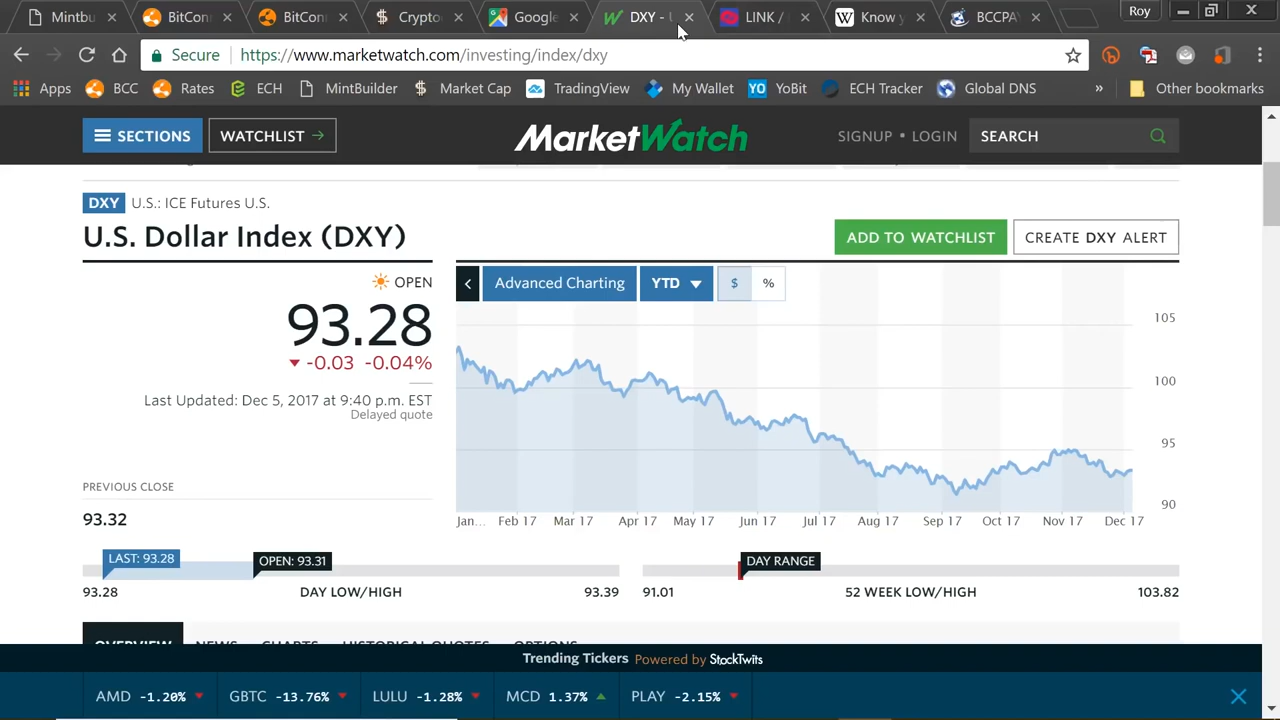 Mintbu
BitCon
BitCon
Crypto
Google
DXY - U
LINK / 
Know y
BCCPA
Roy
Secure
https://www.marketwatch.com/investing/index/dxy
Apps
BCC
Rates
ECH
MintBuilder
Market Cap
TradingView
My Wallet
YO YoBit
ECH Tracker
Global DNS
»
Other bookmarks
SECTIONS
WATCHLIST →
MarketWatch
SIGNUP • LOGIN
SEARCH
DXY U.S.: ICE Futures U.S.
U.S. Dollar Index (DXY)
ADD TO WATCHLIST
CREATE DXY ALERT
OPEN
93.28
-0.03 -0.04%
Last Updated: Dec 5, 2017 at 9:40 p.m. EST
Delayed quote
PREVIOUS CLOSE
93.32
Advanced Charting
YTD
$
%
105
100
95
90
Jan... Feb 17 Mar 17 Apr 17 May 17 Jun 17 Jul 17 Aug 17 Sep 17 Oct 17 Nov 17 Dec 17
LAST: 93.28
OPEN: 93.31
93.28 DAY LOW/HIGH 93.39
DAY RANGE
91.01 52 WEEK LOW/HIGH 103.82
OVERVIEW NEWS CHARTS HISTORICAL QUOTES OPTIONS
Trending Tickers Powered by StockTwits
AMD -1.20%
GBTC -13.76%
LULU -1.28%
MCD 1.37%
PLAY -2.15%